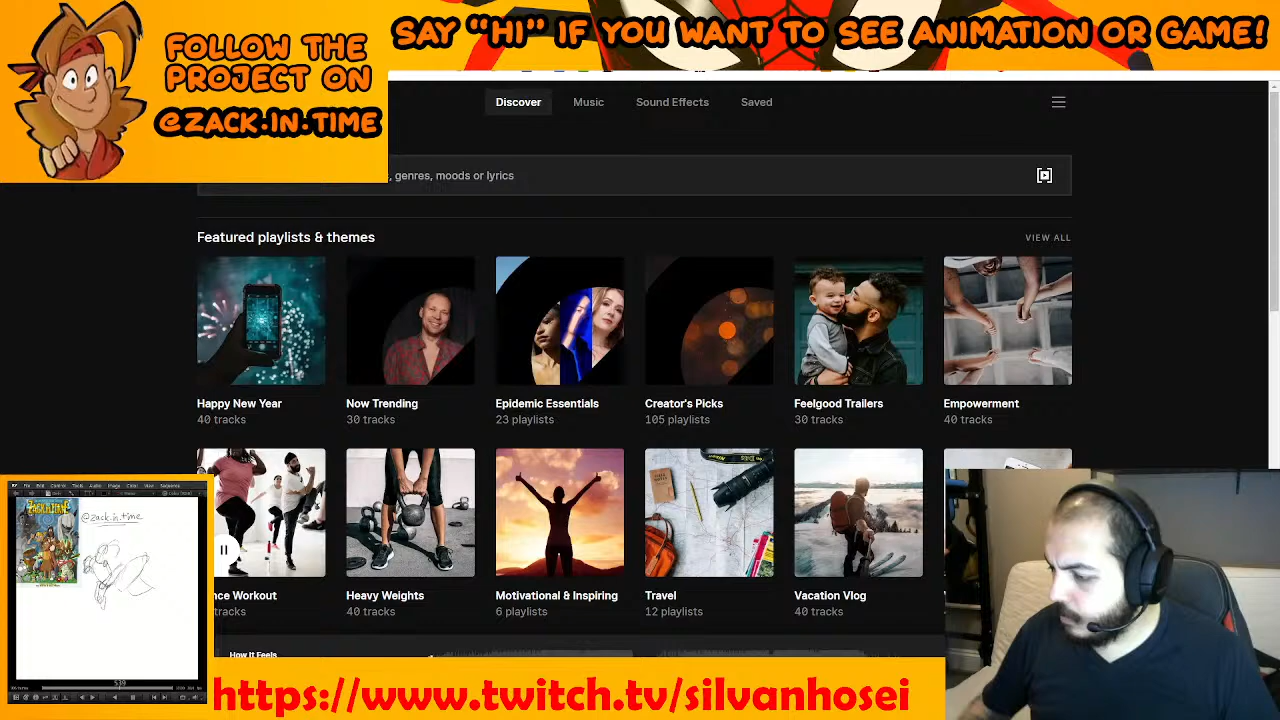 FOLLOW THE
PROJECT ON
@ZACK.IN.TIME
SAY "HI" IF YOU WANT TO SEE ANIMATION OR GAME!
Discover
Music
Sound Effects
Saved
, genres, moods or lyrics
Featured playlists & themes
VIEW ALL
Happy New Year
40 tracks
Now Trending
30 tracks
Epidemic Essentials
23 playlists
Creator's Picks
105 playlists
Feelgood Trailers
30 tracks
Empowerment
40 tracks
nce Workout
tracks
Heavy Weights
40 tracks
Motivational & Inspiring
6 playlists
Travel
12 playlists
Vacation Vlog
40 tracks
How It Feels
@zack.in.time
539
https://www.twitch.tv/silvanhosei